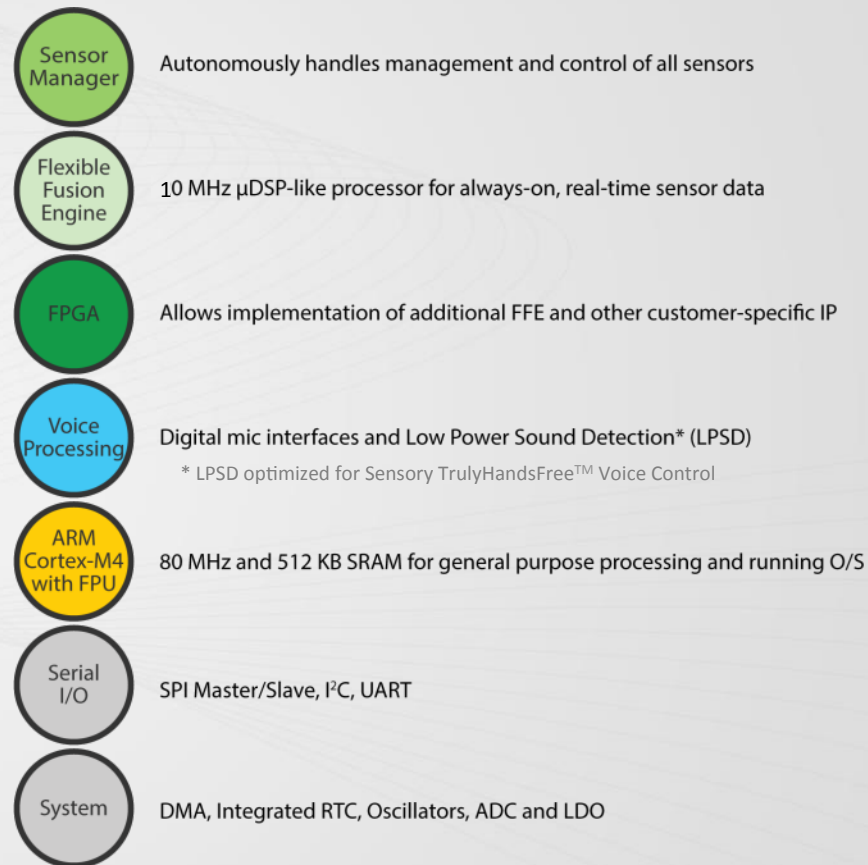 Sensor
Manager
Autonomously handles management and control of all sensors
Flexible
Fusion
Engine
10 MHz µDSP-like processor for always-on, real-time sensor data
FPGA
Allows implementation of additional FFE and other customer-specific IP
Voice
Processing
Digital mic interfaces and Low Power Sound Detection* (LPSD)
* LPSD optimized for Sensory TrulyHandsFree™ Voice Control
ARM
Cortex-M4
with FPU
80 MHz and 512 KB SRAM for general purpose processing and running O/S
Serial
I/O
SPI Master/Slave, I²C, UART
System
DMA, Integrated RTC, Oscillators, ADC and LDO